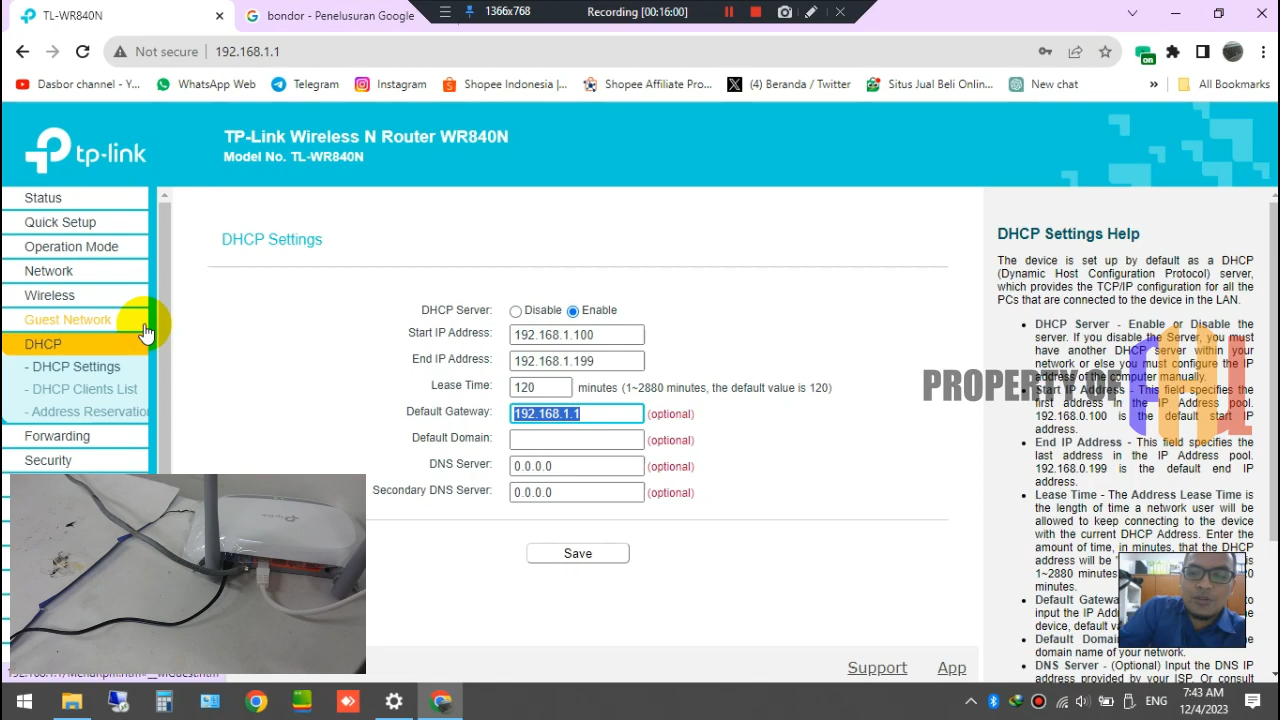 TL-WR840N
bondor - Penelusuran Google
1366x768
Recording [00:16:00]
Not secure
192.168.1.1
on
Dasbor channel - Y...
WhatsApp Web
Telegram
Instagram
Shopee Indonesia |...
Shopee Affiliate Pro...
(4) Beranda / Twitter
Situs Jual Beli Onlin...
New chat
»
All Bookmarks
tp-link
TP-Link Wireless N Router WR840N
Model No. TL-WR840N
Status
Quick Setup
Operation Mode
Network
Wireless
Guest Network
DHCP
- DHCP Settings
- DHCP Clients List
- Address Reservation
Forwarding
Security
DHCP Settings
DHCP Server: Disable Enable
Start IP Address: 192.168.1.100
End IP Address: 192.168.1.199
Lease Time: 120 minutes (1~2880 minutes, the default value is 120)
Default Gateway: 192.168.1.1 (optional)
Default Domain: (optional)
DNS Server: 0.0.0.0 (optional)
Secondary DNS Server: 0.0.0.0 (optional)
Save
Support
App
DHCP Settings Help
The device is set up by default as a DHCP
(Dynamic Host Configuration Protocol) server,
which provides the TCP/IP configuration for all the
PCs that are connected to the device in the LAN.
• DHCP Server - Enable or Disable the
server. If you disable the Server, you must
have another DHCP server within your
network or else you must configure the IP
address of the computer manually.
• Start IP Address - This field specifies the
first address in the IP Address pool.
192.168.0.100 is the default start IP
address.
• End IP Address - This field specifies the
last address in the IP Address pool.
192.168.0.199 is the default end IP
address.
• Lease Time - The Address Lease Time is
the length of time a network user will be
allowed to keep connecting to the device
with the current DHCP Address. Enter the
amount of time, in minutes, that the DHCP
address will be
1~2880 minutes
minutes.
• Default Gateway
input the IP Address
device, default va
• Default Domain
domain name of your network.
• DNS Server - (Optional) Input the DNS IP
address provided by your ISP. Or consult
PROPERTY OF
ENG
7:43 AM
12/4/2023